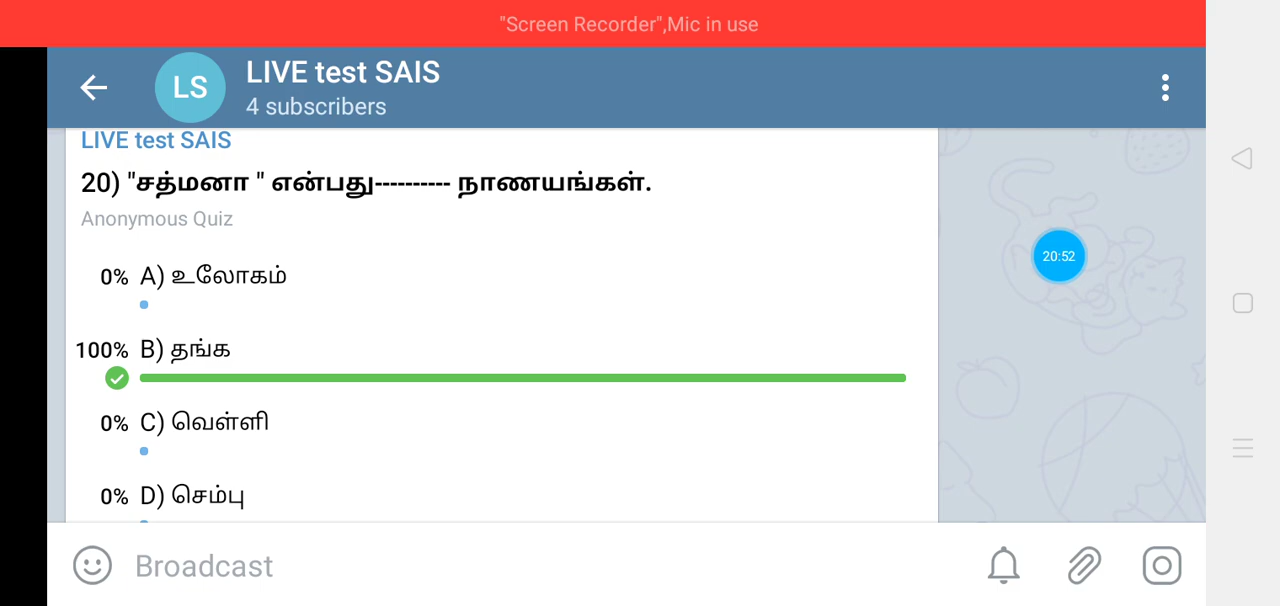 "Screen Recorder",Mic in use
LS
LIVE test SAIS
4 subscribers
LIVE test SAIS
20) "சத்மனா " என்பது---------- நாணயங்கள்.
Anonymous Quiz
0% A) உலோகம்
20:52
100% B) தங்க
0% C) வெள்ளி
0% D) செம்பு
Broadcast